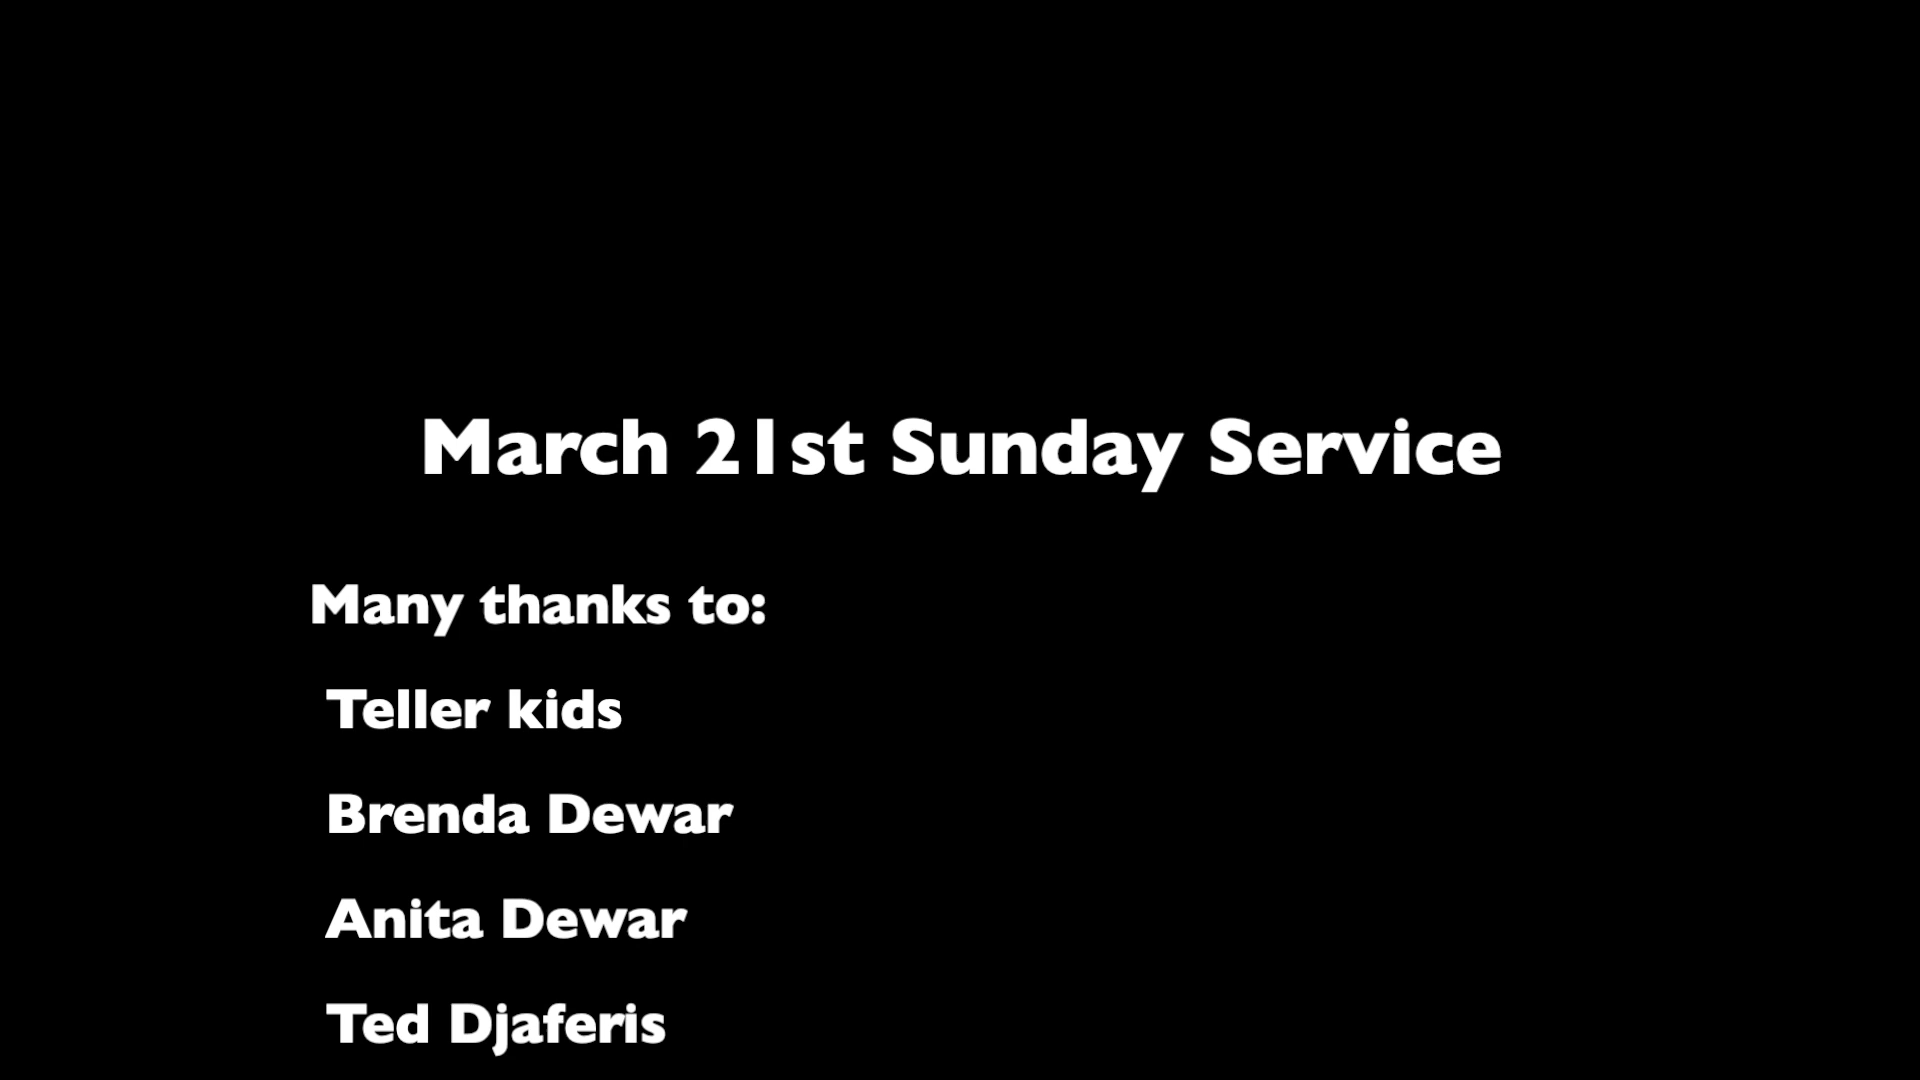 March 21st Sunday Service
Many thanks to:
Teller kids
Brenda Dewar
Anita Dewar
Ted Djaferis